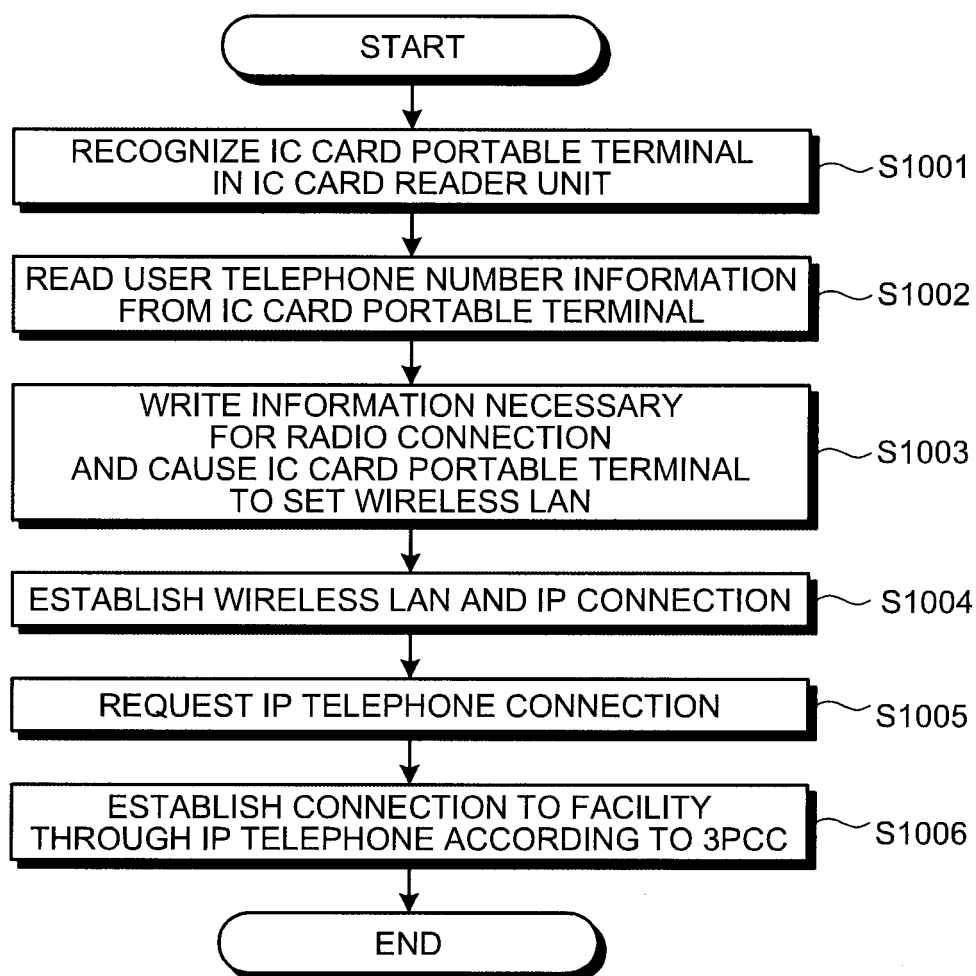 START
RECOGNIZE IC CARD PORTABLE TERMINAL
IN IC CARD READER UNIT
S1001
READ USER TELEPHONE NUMBER INFORMATION
FROM IC CARD PORTABLE TERMINAL
S1002
WRITE INFORMATION NECESSARY
FOR RADIO CONNECTION
AND CAUSE IC CARD PORTABLE TERMINAL
TO SET WIRELESS LAN
S1003
ESTABLISH WIRELESS LAN AND IP CONNECTION
S1004
REQUEST IP TELEPHONE CONNECTION
S1005
ESTABLISH CONNECTION TO FACILITY
THROUGH IP TELEPHONE ACCORDING TO 3PCC
S1006
END